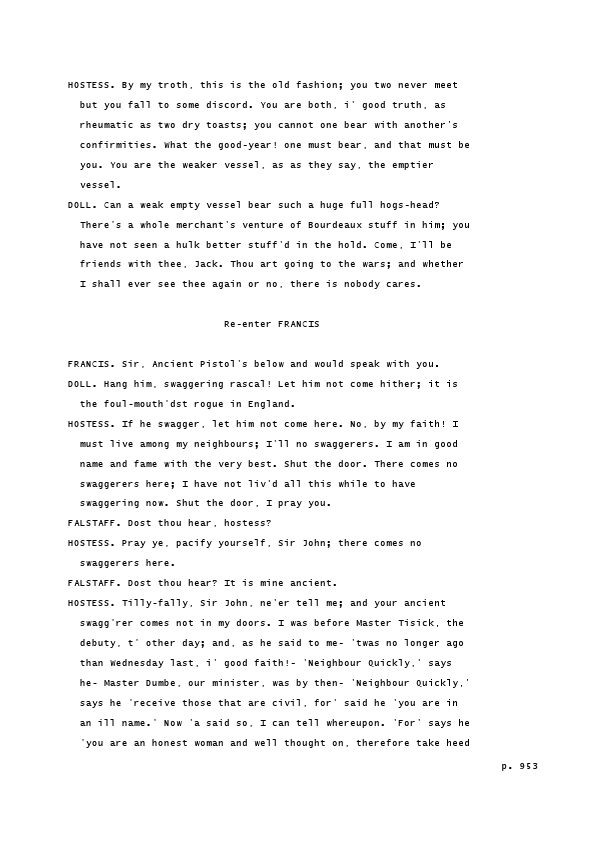 HOSTESS. By my troth, this is the old fashion; you two never meet
but you fall to some discord. You are both, i' good truth, as
rheumatic as two dry toasts; you cannot one bear with another's
confirmities. What the good-year! one must bear, and that must be
you. You are the weaker vessel, as as they say, the emptier
vessel.
DOLL. Can a weak empty vessel bear such a huge full hogs-head?
There's a whole merchant's venture of Bourdeaux stuff in him; you
have not seen a hulk better stuff'd in the hold. Come, I'll be
friends with thee, Jack. Thou art going to the wars; and whether
I shall ever see thee again or no, there is nobody cares.
Re-enter FRANCIS
FRANCIS. Sir, Ancient Pistol's below and would speak with you.
DOLL. Hang him, swaggering rascal! Let him not come hither; it is
the foul-mouth'dst rogue in England.
HOSTESS. If he swagger, let him not come here. No, by my faith! I
must live among my neighbours; I'll no swaggerers. I am in good
name and fame with the very best. Shut the door. There comes no
swaggerers here; I have not liv'd all this while to have
swaggering now. Shut the door, I pray you.
FALSTAFF. Dost thou hear, hostess?
HOSTESS. Pray ye, pacify yourself, Sir John; there comes no
swaggerers here.
FALSTAFF. Dost thou hear? It is mine ancient.
HOSTESS. Tilly-fally, Sir John, ne'er tell me; and your ancient
swagg'rer comes not in my doors. I was before Master Tisick, the
debuty, t' other day; and, as he said to me- 'twas no longer ago
than Wednesday last, i' good faith!- 'Neighbour Quickly,' says
he- Master Dumbe, our minister, was by then- 'Neighbour Quickly,'
says he 'receive those that are civil, for' said he 'you are in
an ill name.' Now 'a said so, I can tell whereupon. 'For' says he
'you are an honest woman and well thought on, therefore take heed
p. 953